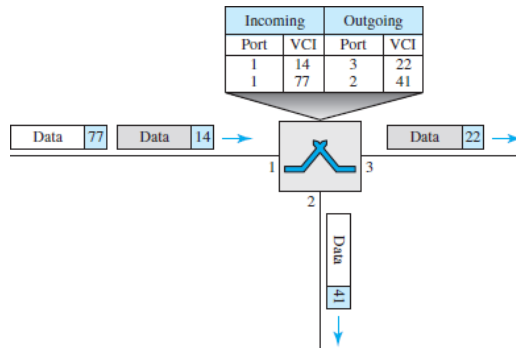 Incoming Outgoing
Port VCI Port VCI
1 14 3 22
1 77 2 41
Data 77 Data 14 Data 22
1 3
2
Data 41